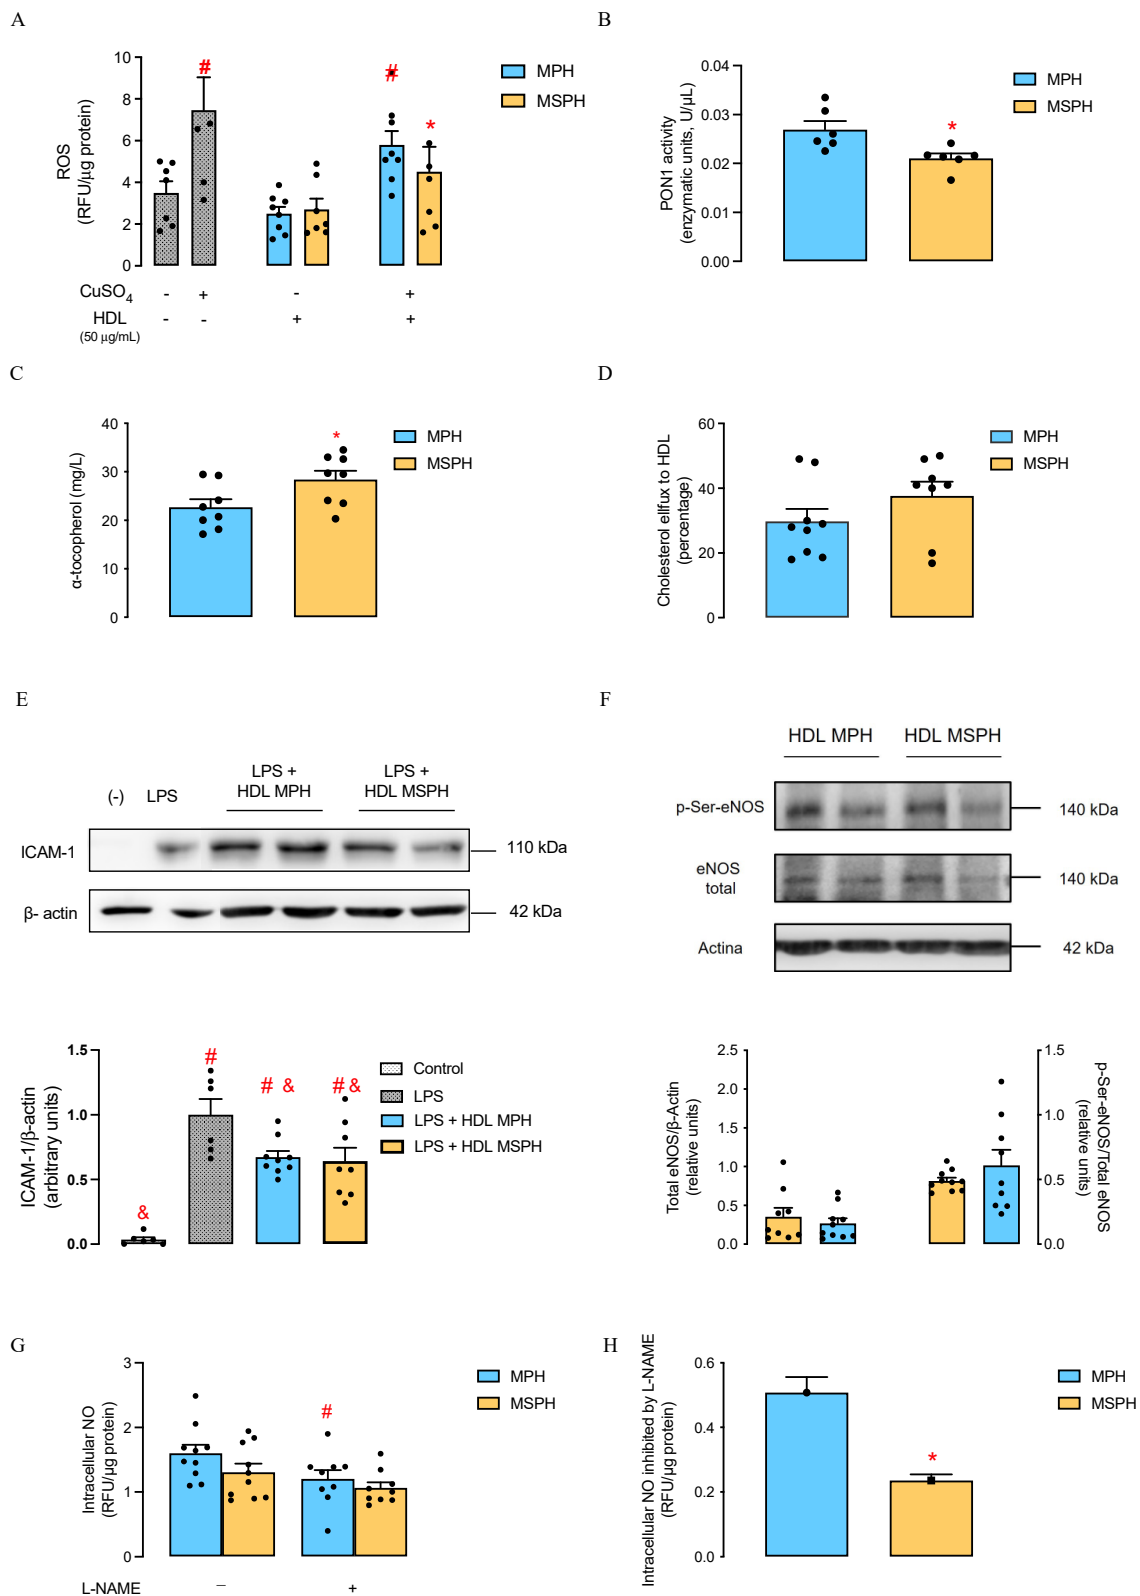 A
ROS
(RFU/µg protein)
10
8
6
4
2
0
#
#
*
MPH
MSPH
CuSO4 - + - +
HDL - - + +
(50 µg/mL)
B
PON1 activity
(enzymatic units, U/µL)
0.04
0.03
0.02
0.01
0.00
*
MPH
MSPH
C
α-tocopherol (mg/L)
40
30
20
10
0
*
MPH
MSPH
D
Cholesterol ellfux to HDL
(percentage)
60
40
20
0
MPH
MSPH
E
(-) LPS
LPS +
HDL MPH
LPS +
HDL MSPH
ICAM-1
110 kDa
β- actin
42 kDa
ICAM-1/β-actin
(arbitrary units)
1.5
1.0
0.5
0.0
&
#
# &
# &
Control
LPS
LPS + HDL MPH
LPS + HDL MSPH
F
HDL MPH HDL MSPH
p-Ser-eNOS
140 kDa
eNOS
total
140 kDa
Actina
42 kDa
Total eNOS/β-Actin
(relative units)
2.5
2.0
1.5
1.0
0.5
0.0
1.5
1.0
0.5
0.0
p-Ser-eNOS/Total eNOS
(relative units)
G
Intracellular NO
(RFU/µg protein)
3
2
1
0
#
MPH
MSPH
L-NAME – +
H
Intracellular NO inhibited by L-NAME
(RFU/µg protein)
0.6
0.4
0.2
0.0
*
MPH
MSPH